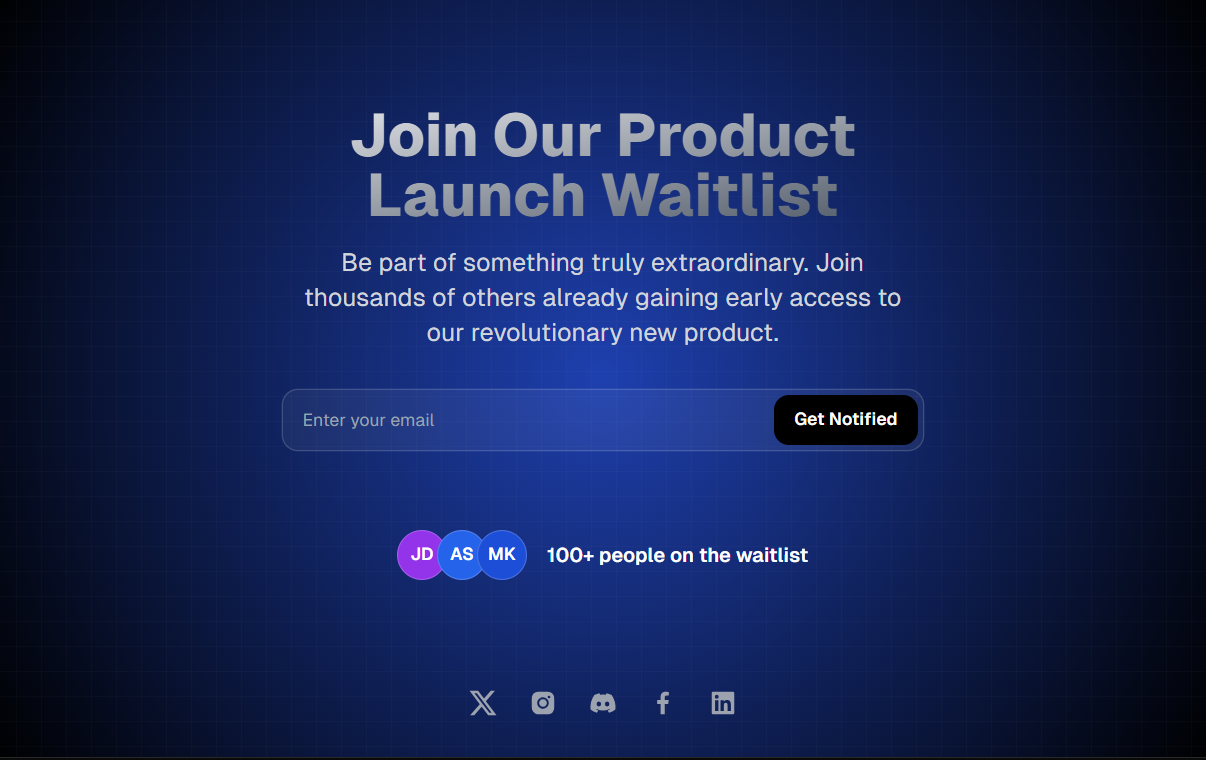 Join Our Product
Launch Waitlist
Be part of something truly extraordinary. Join
thousands of others already gaining early access to
our revolutionary new product.
Enter your email
Get Notified
JD AS MK 100+ people on the waitlist